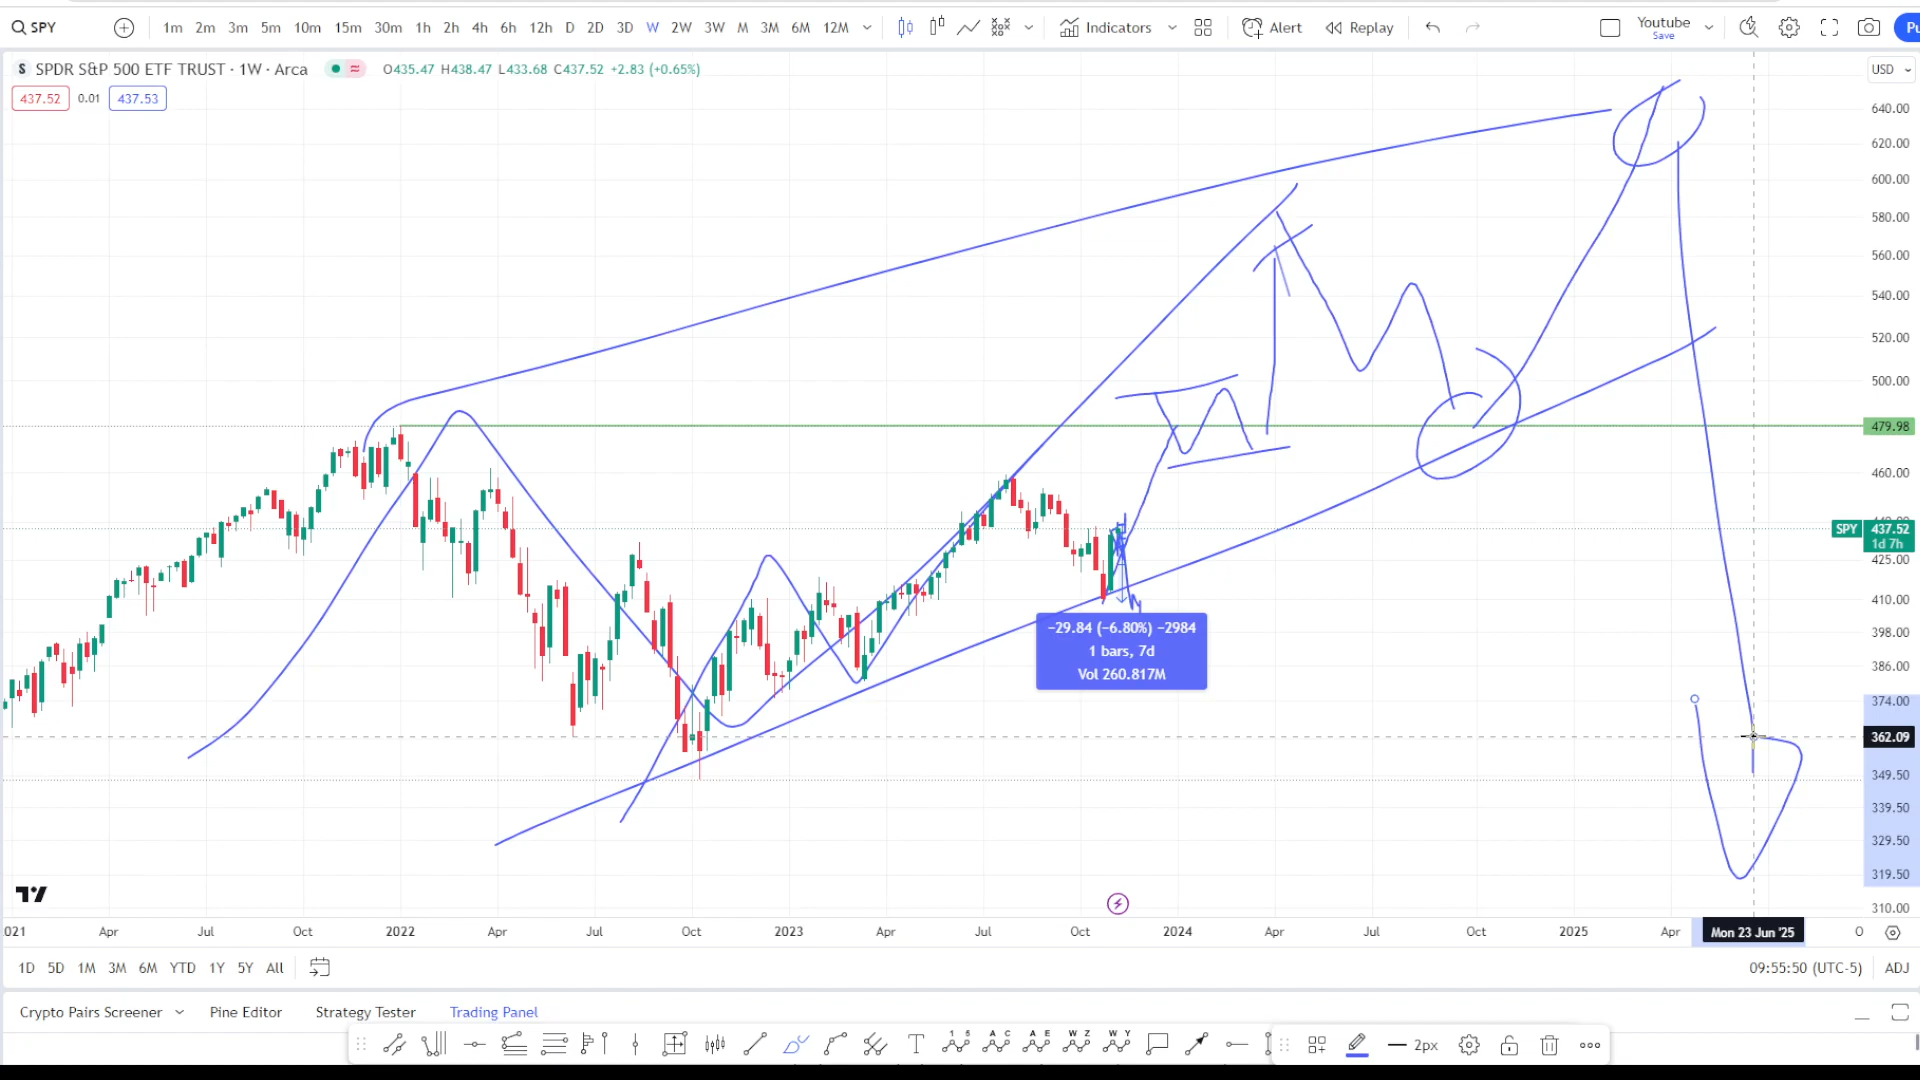 SPY 1m 2m 3m 5m 10m 15m 30m 1h 2h 4h 6h 12h D 2D 3D W 2W 3W M 3M 6M 12M Indicators Alert Replay Youtube
Save
S SPDR S&P 500 ETF TRUST · 1W · Arca O435.47 H438.47 L433.68 C437.52 +2.83 (+0.65%) USD
437.52 0.01 437.53
640.00
620.00
600.00
580.00
560.00
540.00
520.00
500.00
479.98
460.00
SPY 437.52
1d 7h
425.00
410.00
−29.84 (−6.80%) −2984
1 bars, 7d
Vol 260.817M
398.00
386.00
374.00
362.09
349.50
339.50
329.50
319.50
310.00
021 Apr Jul Oct 2022 Apr Jul Oct 2023 Apr Jul Oct 2024 Apr Jul Oct 2025 Apr Mon 23 Jun '25 O
1D 5D 1M 3M 6M YTD 1Y 5Y All 09:55:50 (UTC-5) ADJ
Crypto Pairs Screener Pine Editor Strategy Tester Trading Panel
2px